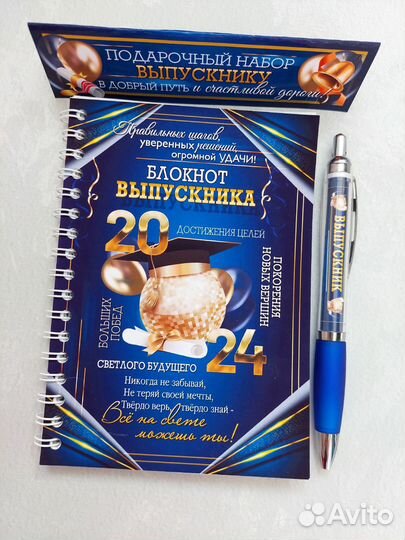 ПОДАРОЧНЫЙ НАБОР
ВЫПУСКНИКУ
В ДОБРЫЙ ПУТЬ и счастливой дороги!
Правильных шагов,
уверенных решений,
огромной УДАЧИ!
БЛОКНОТ
ВЫПУСКНИКА
20
ДОСТИЖЕНИЯ ЦЕЛЕЙ
ПОКОРЕНИЯ
НОВЫХ ВЕРШИН
БОЛЬШИХ
ПОБЕД
24
СВЕТЛОГО БУДУЩЕГО
Никогда не забывай,
Не теряй своей мечты,
Твёрдо верь, твёрдо знай -
Всё на свете
можешь ты!
ВЫПУСКНИК
Avito